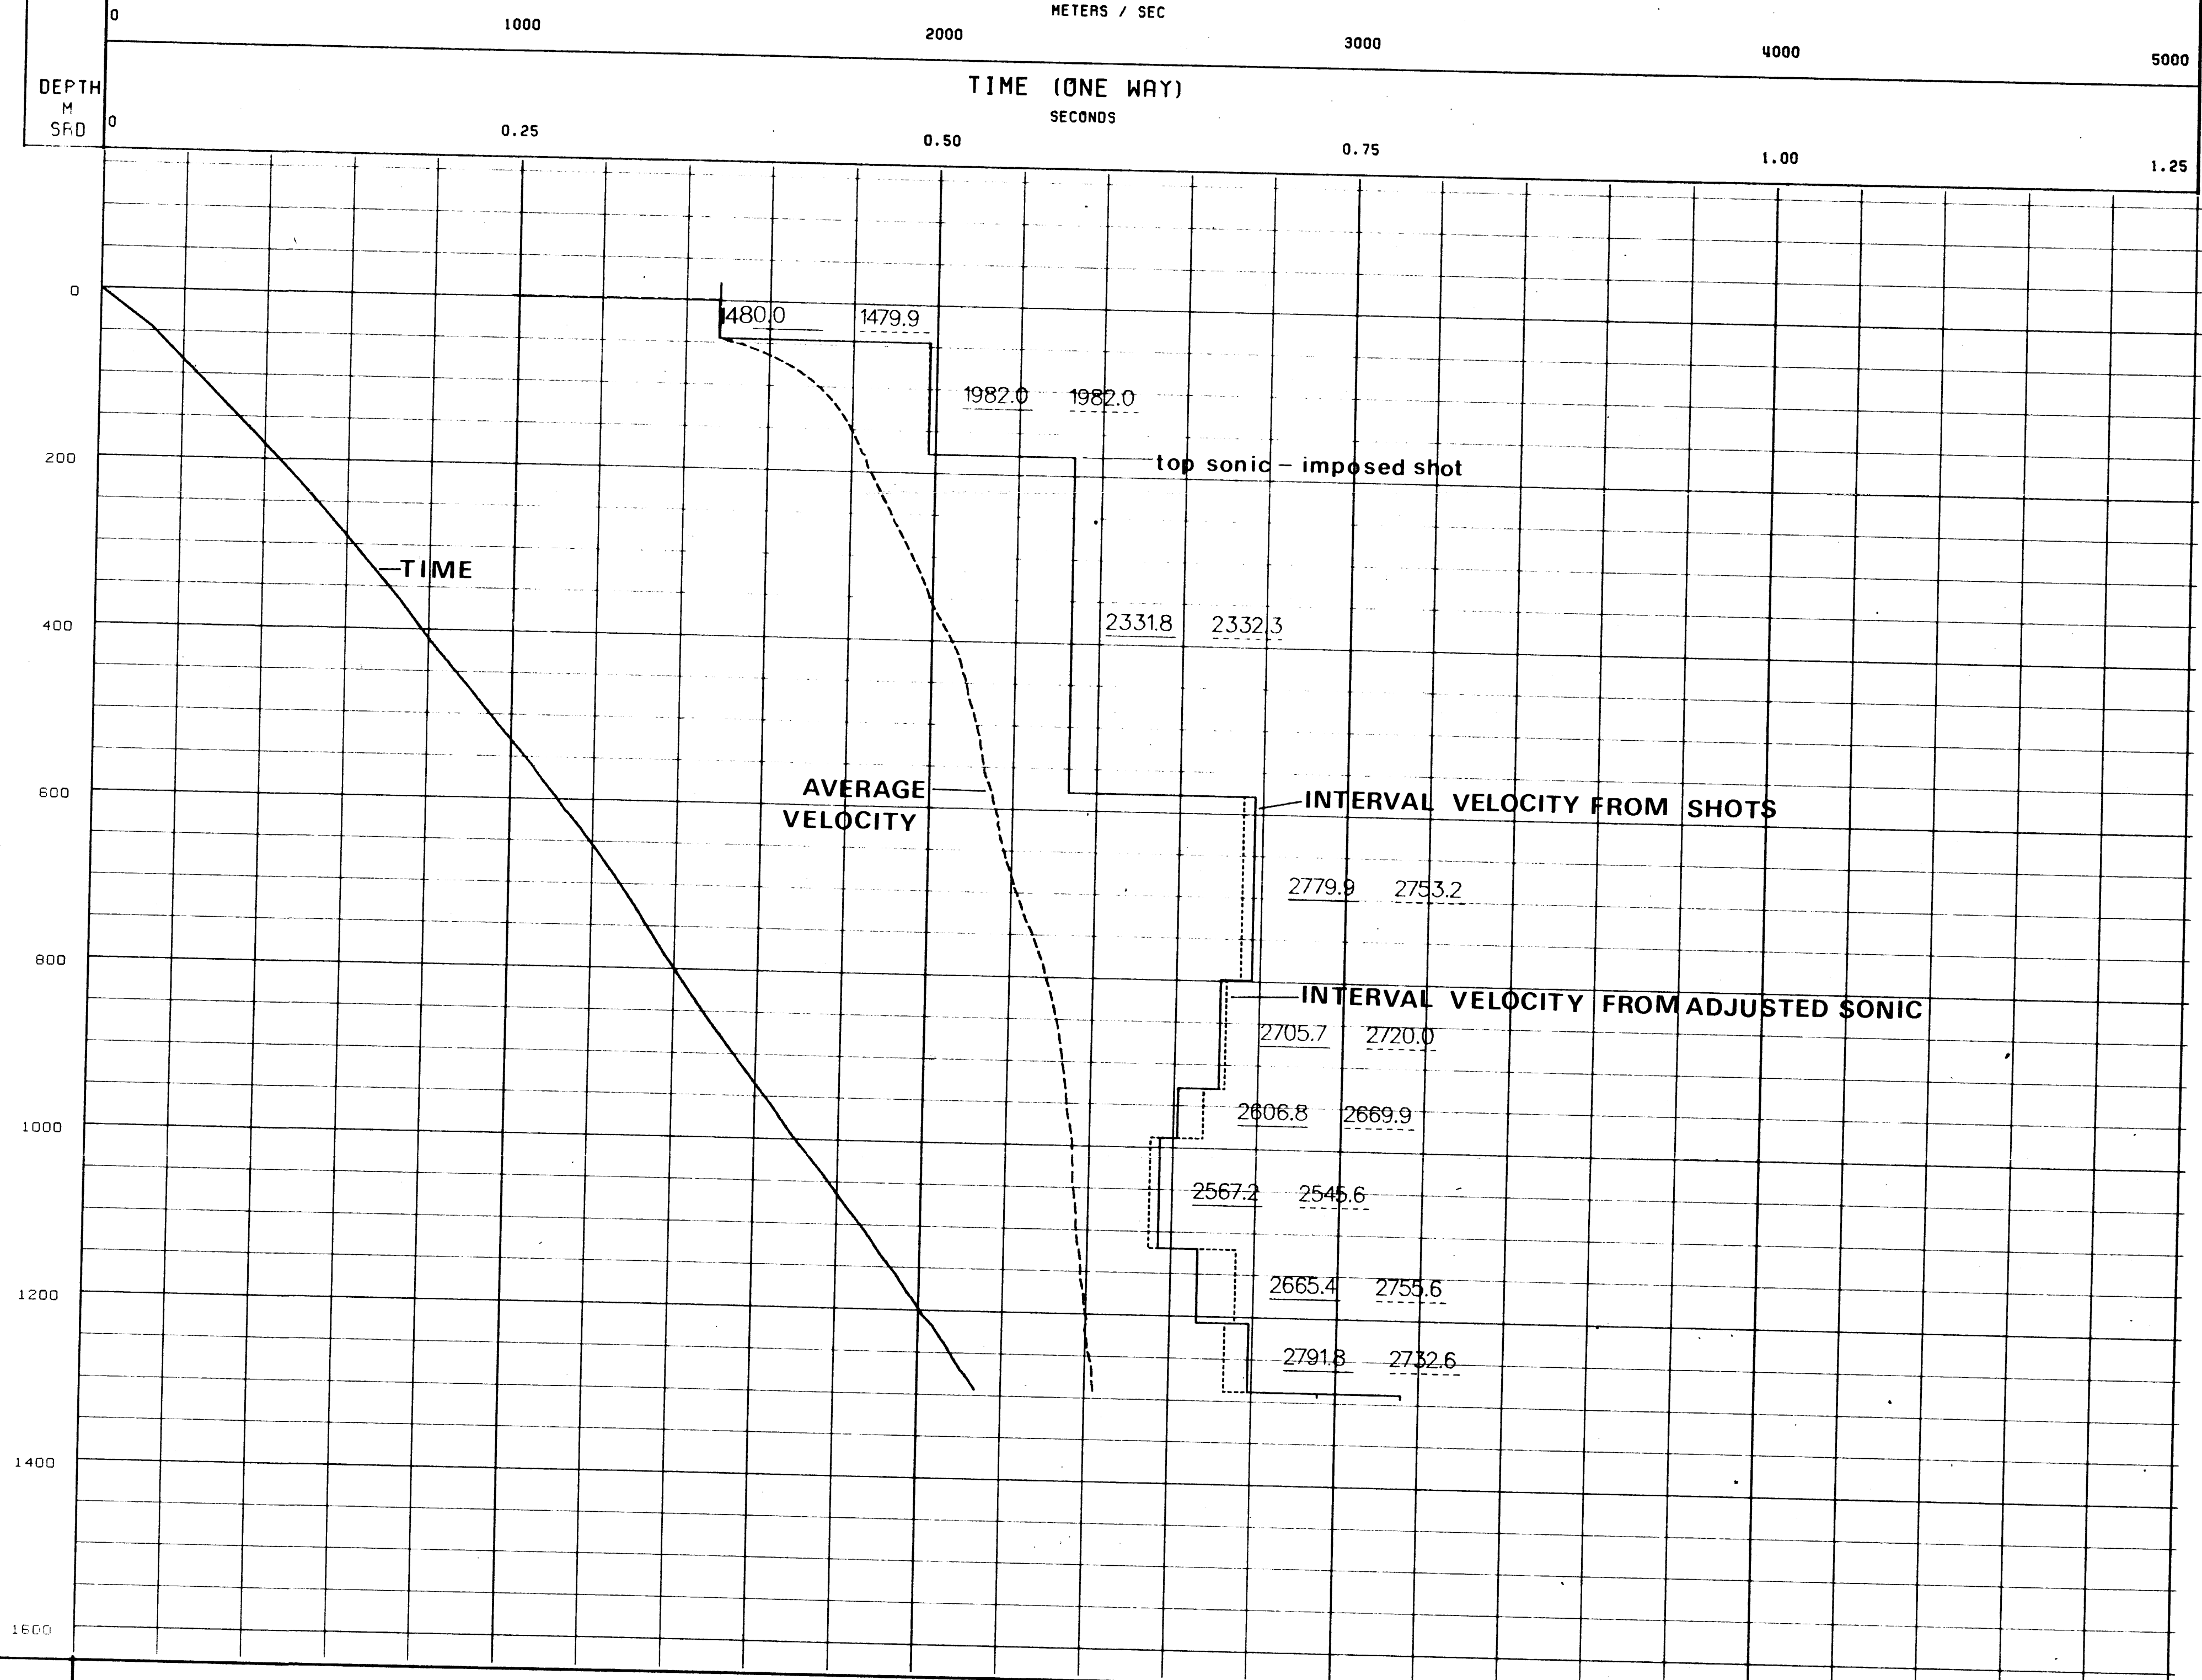 METERS / SEC
0 1000 2000 3000 4000 5000
TIME (ONE WAY)
SECONDS
DEPTH
M
SRD
0 0.25 0.50 0.75 1.00 1.25
0
1480.0 1479.9
1982.0 1982.0
200
top sonic – imposed shot
TIME
400
2331.8 2332.3
600
AVERAGE
VELOCITY
INTERVAL VELOCITY FROM SHOTS
2779.9 2753.2
800
INTERVAL VELOCITY FROM ADJUSTED SONIC
2705.7 2720.0
1000
2606.8 2669.9
2567.2 2545.6
1200
2665.4 2755.6
2791.8 2732.6
1400
1600